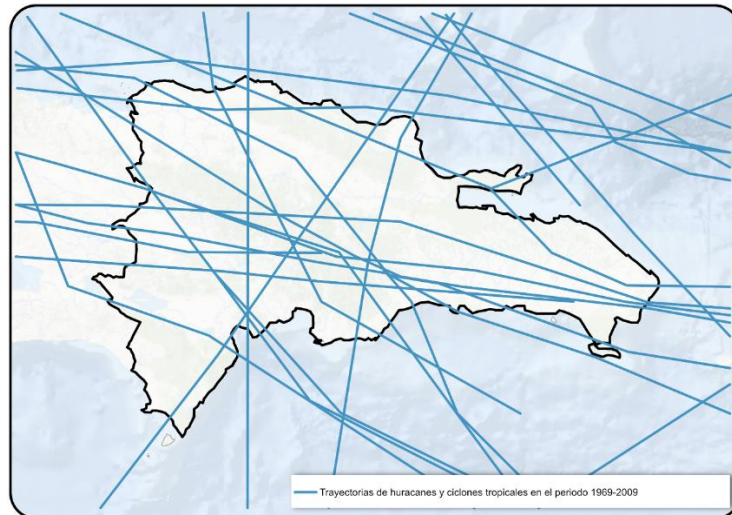 Trayectorias de huracanes y ciclones tropicales en el periodo 1969-2009